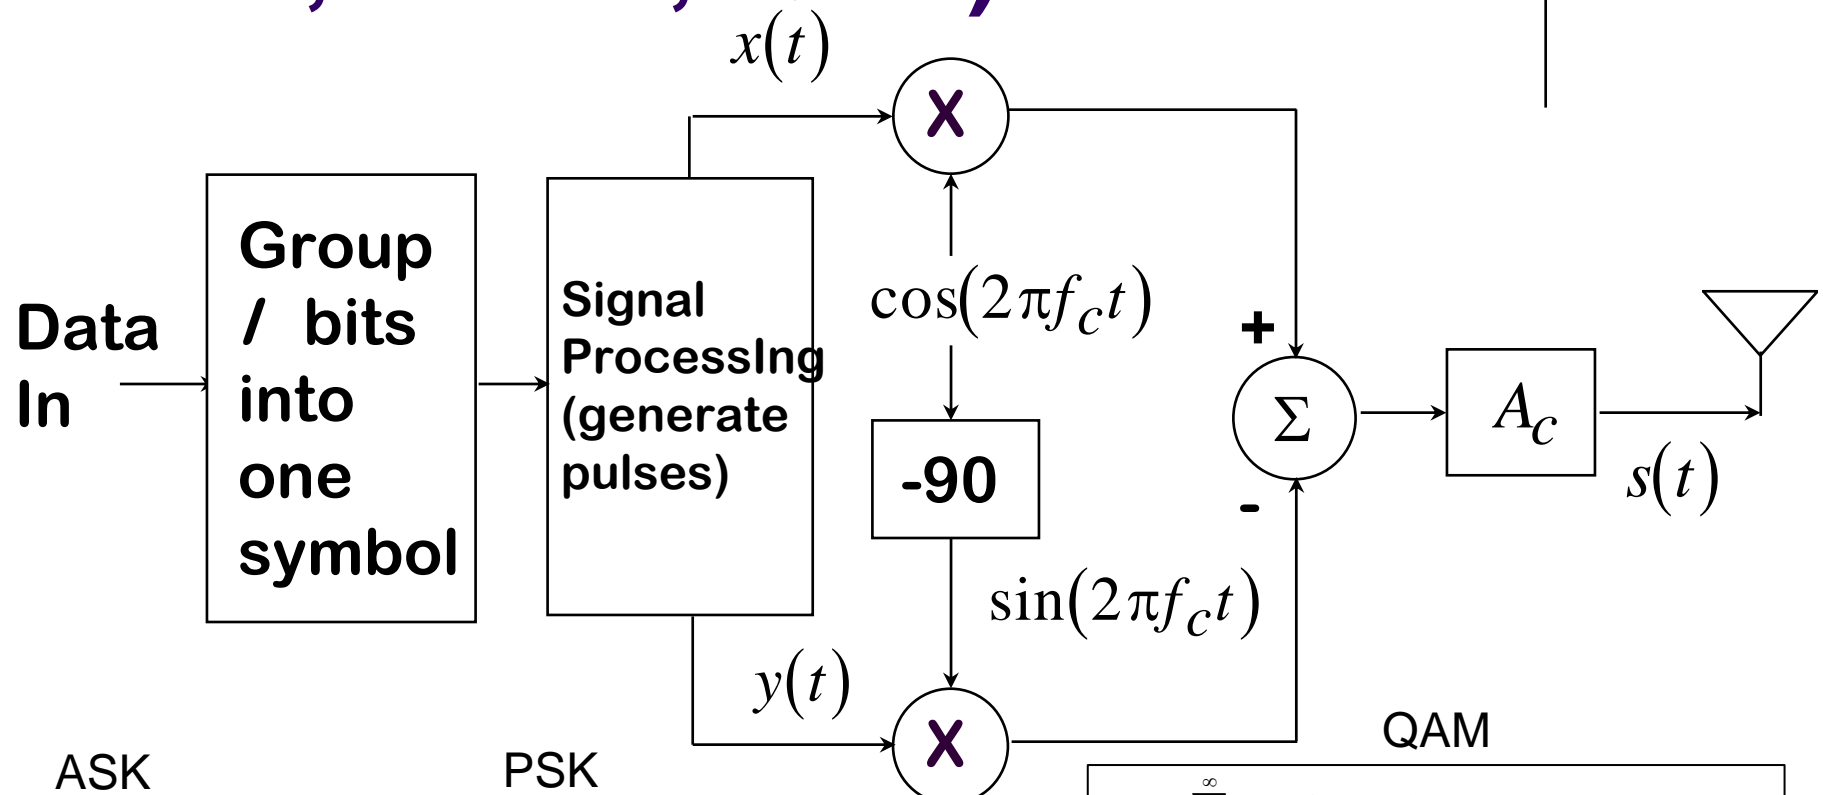 x(t)
X
Group
/ bits
into
one
symbol
Data
In
Signal
ProcessIng
(generate
pulses)
cos(2πf_c t)
+
Σ
-
A_c
s(t)
-90
sin(2πf_c t)
y(t)
X
ASK
PSK
QAM
∞